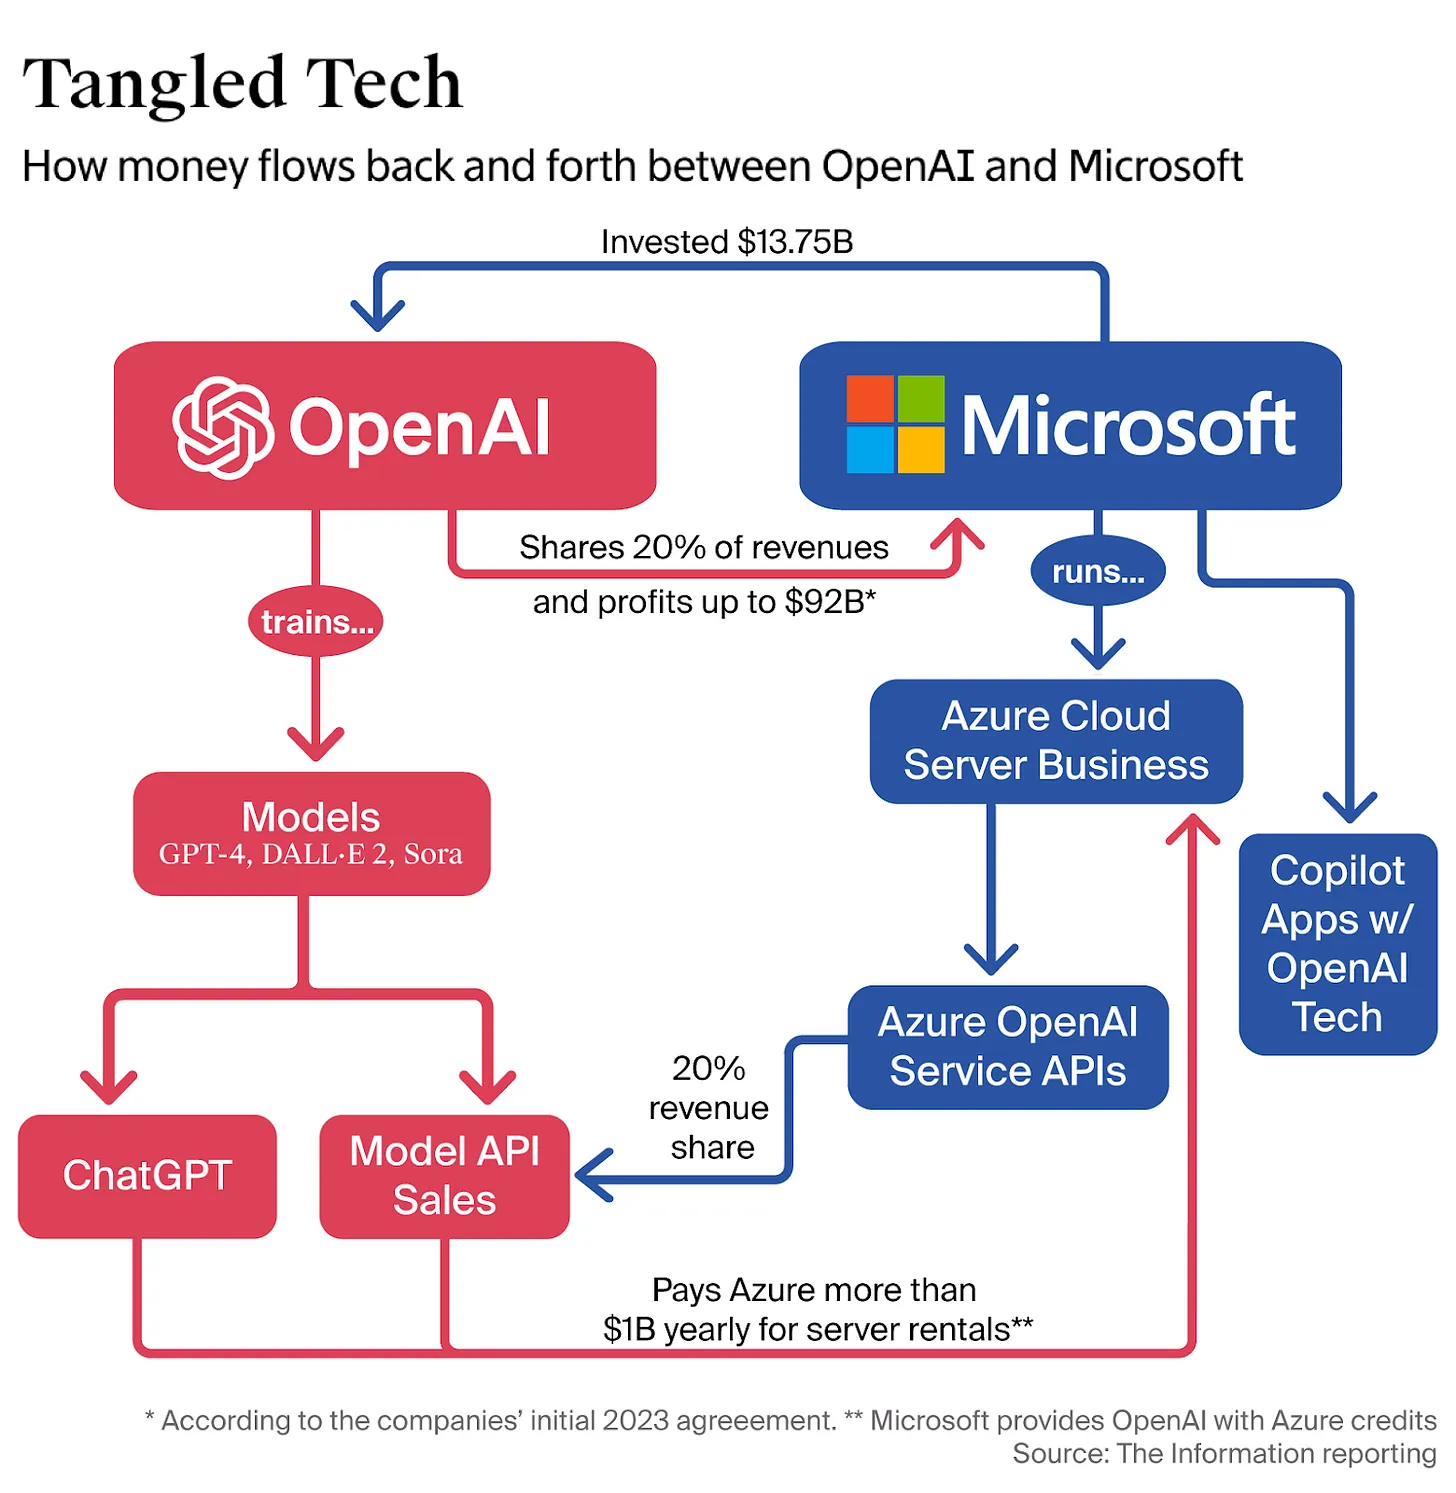 Tangled Tech
How money flows back and forth between OpenAI and Microsoft
Invested $13.75B
OpenAI
Microsoft
Shares 20% of revenues
and profits up to $92B*
runs...
trains...
Azure Cloud
Server Business
Models
GPT-4, DALL·E 2, Sora
Copilot
Apps w/
OpenAI
Tech
Azure OpenAI
Service APIs
20%
revenue
share
ChatGPT
Model API
Sales
Pays Azure more than
$1B yearly for server rentals**
* According to the companies’ initial 2023 agreeement. ** Microsoft provides OpenAI with Azure credits
Source: The Information reporting